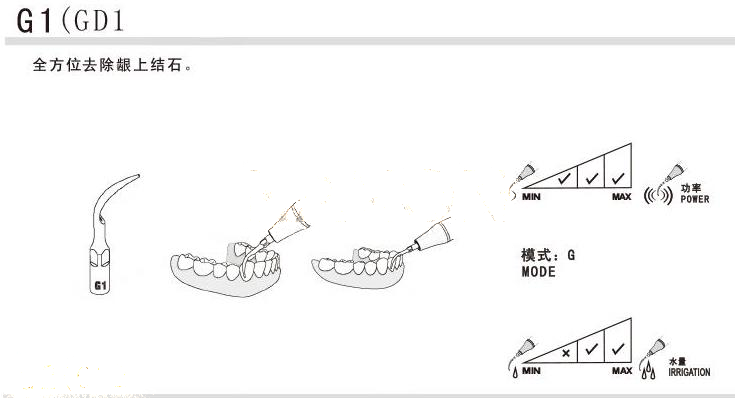 G1(GD1
全方位去除龈上结石。
G1
MIN
MAX
功率
POWER
模式: G
MODE
MIN
MAX
水量
IRRIGATION